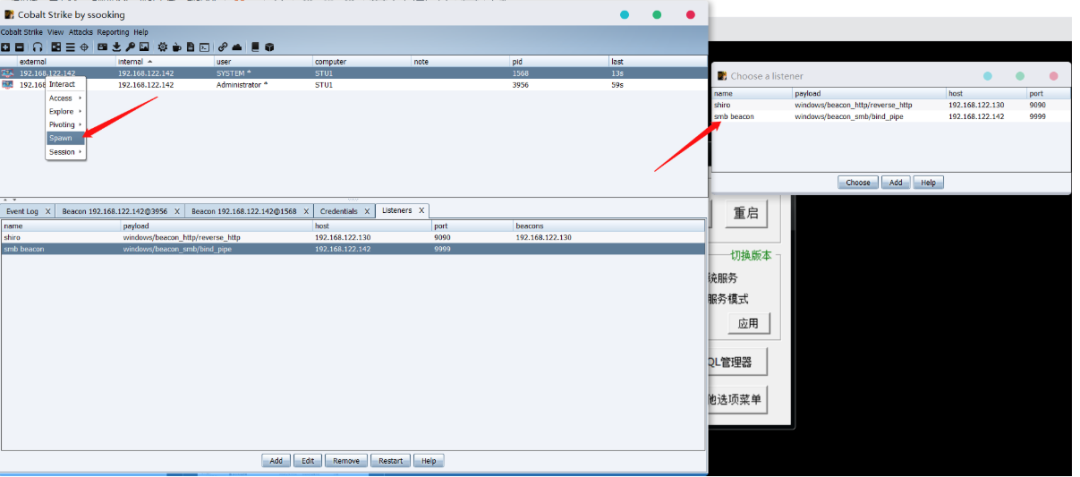 Cobalt Strike by ssooking
Cobalt Strike View Attacks Reporting Help
external internal user computer note pid last
192.168.122.142 192.168.122.142 SYSTEM * STU1 1568 13s
192.168 192.168.122.142 Administrator * STU1 3956 59s
Interact
Access
Explore
Pivoting
Spawn
Session
Event Log X Beacon 192.168.122.142@3956 X Beacon 192.168.122.142@1568 X Credentials X Listeners X
name payload host port beacons
shiro windows/beacon_http/reverse_http 192.168.122.130 9090 192.168.122.130
smb beacon windows/beacon_smb/bind_pipe 192.168.122.142 9999
Add Edit Remove Restart Help
Choose a listener
name payload host port
shiro windows/beacon_http/reverse_http 192.168.122.130 9090
smb beacon windows/beacon_smb/bind_pipe 192.168.122.142 9999
Choose Add Help
重启
切换版本
统服务
服务模式
应用
QL管理器
他选项菜单